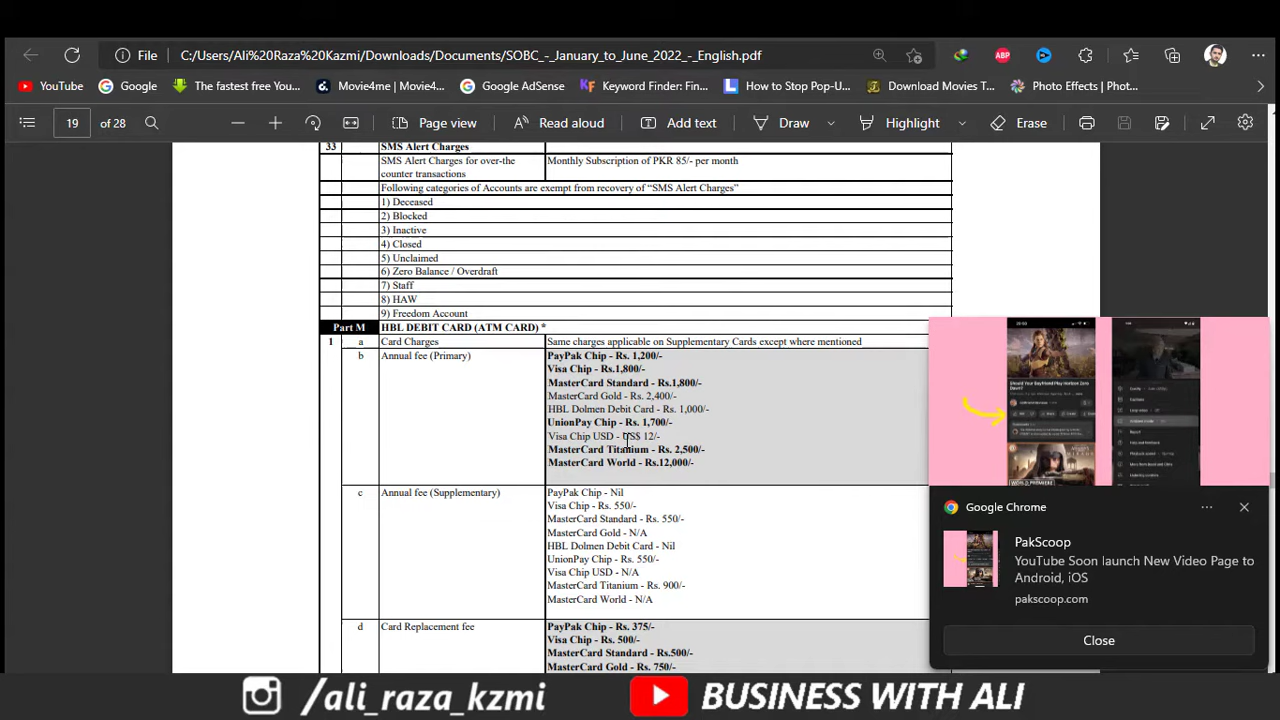 File
C:/Users/Ali%20Raza%20Kazmi/Downloads/Documents/SOBC_-_January_to_June_2022_-_English.pdf
ABP
YouTube
Google
The fastest free You...
Movie4me | Movie4...
Google AdSense
Keyword Finder: Fin...
How to Stop Pop-U...
Download Movies T...
Photo Effects | Phot...
19 of 28
Page view
Read aloud
Add text
Draw
Highlight
Erase
33 SMS Alert Charges
SMS Alert Charges for over-the counter transactions
Monthly Subscription of PKR 85/- per month
Following categories of Accounts are exempt from recovery of “SMS Alert Charges”
1) Deceased
2) Blocked
3) Inactive
4) Closed
5) Unclaimed
6) Zero Balance / Overdraft
7) Staff
8) HAW
9) Freedom Account
Part M HBL DEBIT CARD (ATM CARD) *
1 a Card Charges Same charges applicable on Supplementary Cards except where mentioned
b Annual fee (Primary) PayPak Chip - Rs. 1,200/-
Visa Chip - Rs.1,800/-
MasterCard Standard - Rs.1,800/-
MasterCard Gold - Rs. 2,400/-
HBL Dolmen Debit Card - Rs. 1,000/-
UnionPay Chip - Rs. 1,700/-
Visa Chip USD - US$ 12/-
MasterCard Titanium - Rs. 2,500/-
MasterCard World - Rs.12,000/-
c Annual fee (Supplementary) PayPak Chip - Nil
Visa Chip - Rs. 550/-
MasterCard Standard - Rs. 550/-
MasterCard Gold - N/A
HBL Dolmen Debit Card - Nil
UnionPay Chip - Rs. 550/-
Visa Chip USD - N/A
MasterCard Titanium - Rs. 900/-
MasterCard World - N/A
d Card Replacement fee PayPak Chip - Rs. 375/-
Visa Chip - Rs. 500/-
MasterCard Standard - Rs.500/-
MasterCard Gold - Rs. 750/-
Google Chrome
PakScoop
YouTube Soon launch New Video Page to
Android, iOS
pakscoop.com
Close
/ali_raza_kzmi
BUSINESS WITH ALI